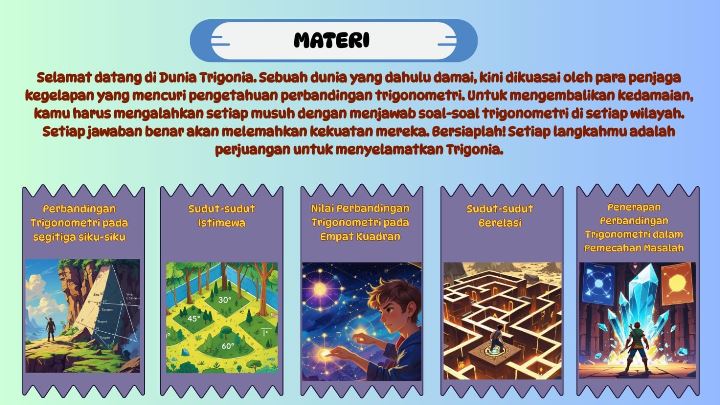 MATERI
Selamat datang di Dunia Trigonia. Sebuah dunia yang dahulu damai, kini dikuasai oleh para penjaga
kegelapan yang mencuri pengetahuan perbandingan trigonometri. Untuk mengembalikan kedamaian,
kamu harus mengalahkan setiap musuh dengan menjawab soal-soal trigonometri di setiap wilayah.
Setiap jawaban benar akan melemahkan kekuatan mereka. Bersiaplah! Setiap langkahmu adalah
perjuangan untuk menyelamatkan Trigonia.
Perbandingan
Trigonometri pada
segitiga siku-siku
Sudut-sudut
Istimewa
30°
45°
60°
Nilai Perbandingan
Trigonometri pada
Empat Kuadran
Sudut-sudut
Berelasi
Penerapan
Perbandingan
Trigonometri dalam
Pemecahan Masalah